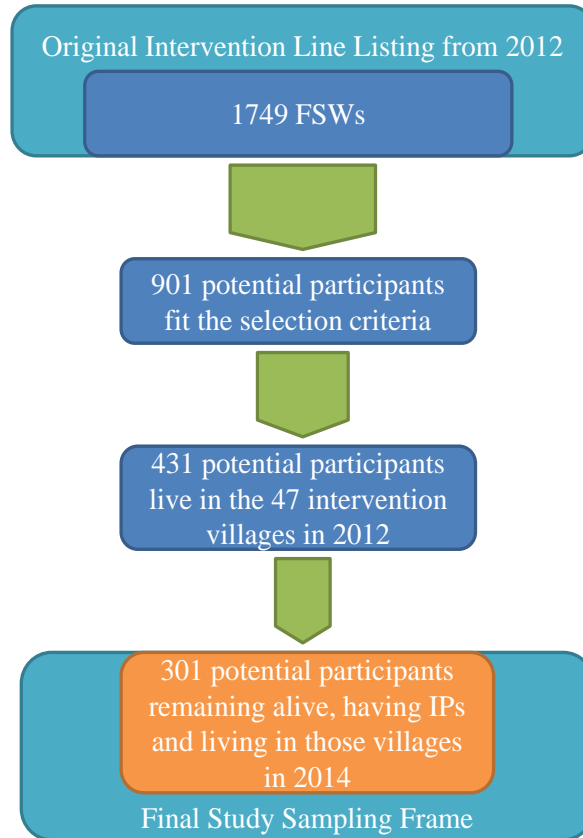 Original Intervention Line Listing from 2012
1749 FSWs
901 potential participants
fit the selection criteria
431 potential participants
live in the 47 intervention
villages in 2012
301 potential participants
remaining alive, having IPs
and living in those villages
in 2014
Final Study Sampling Frame